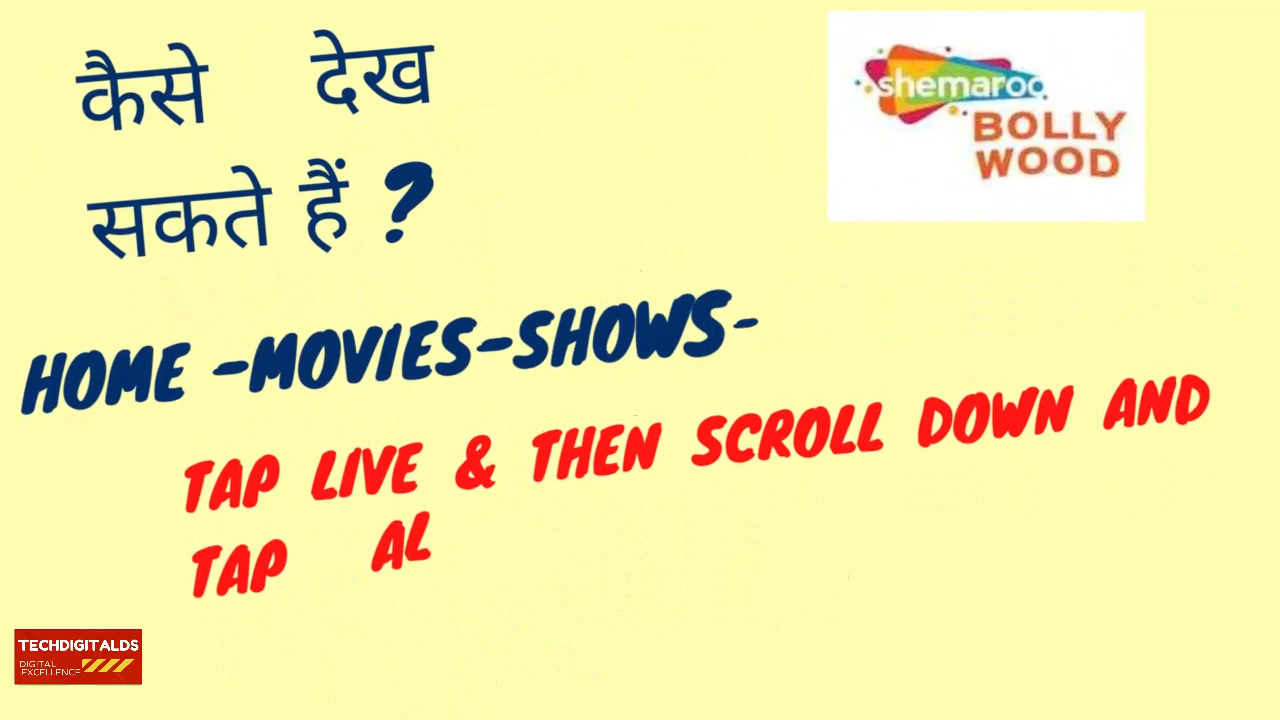 कैसे देख
सकते हैं ?
shemaroo
BOLLY
WOOD
HOME -MOVIES-SHOWS-
TAP LIVE & THEN SCROLL DOWN AND
TAP AL
TECHDIGITALDS
DIGITAL
EXCELLENCE